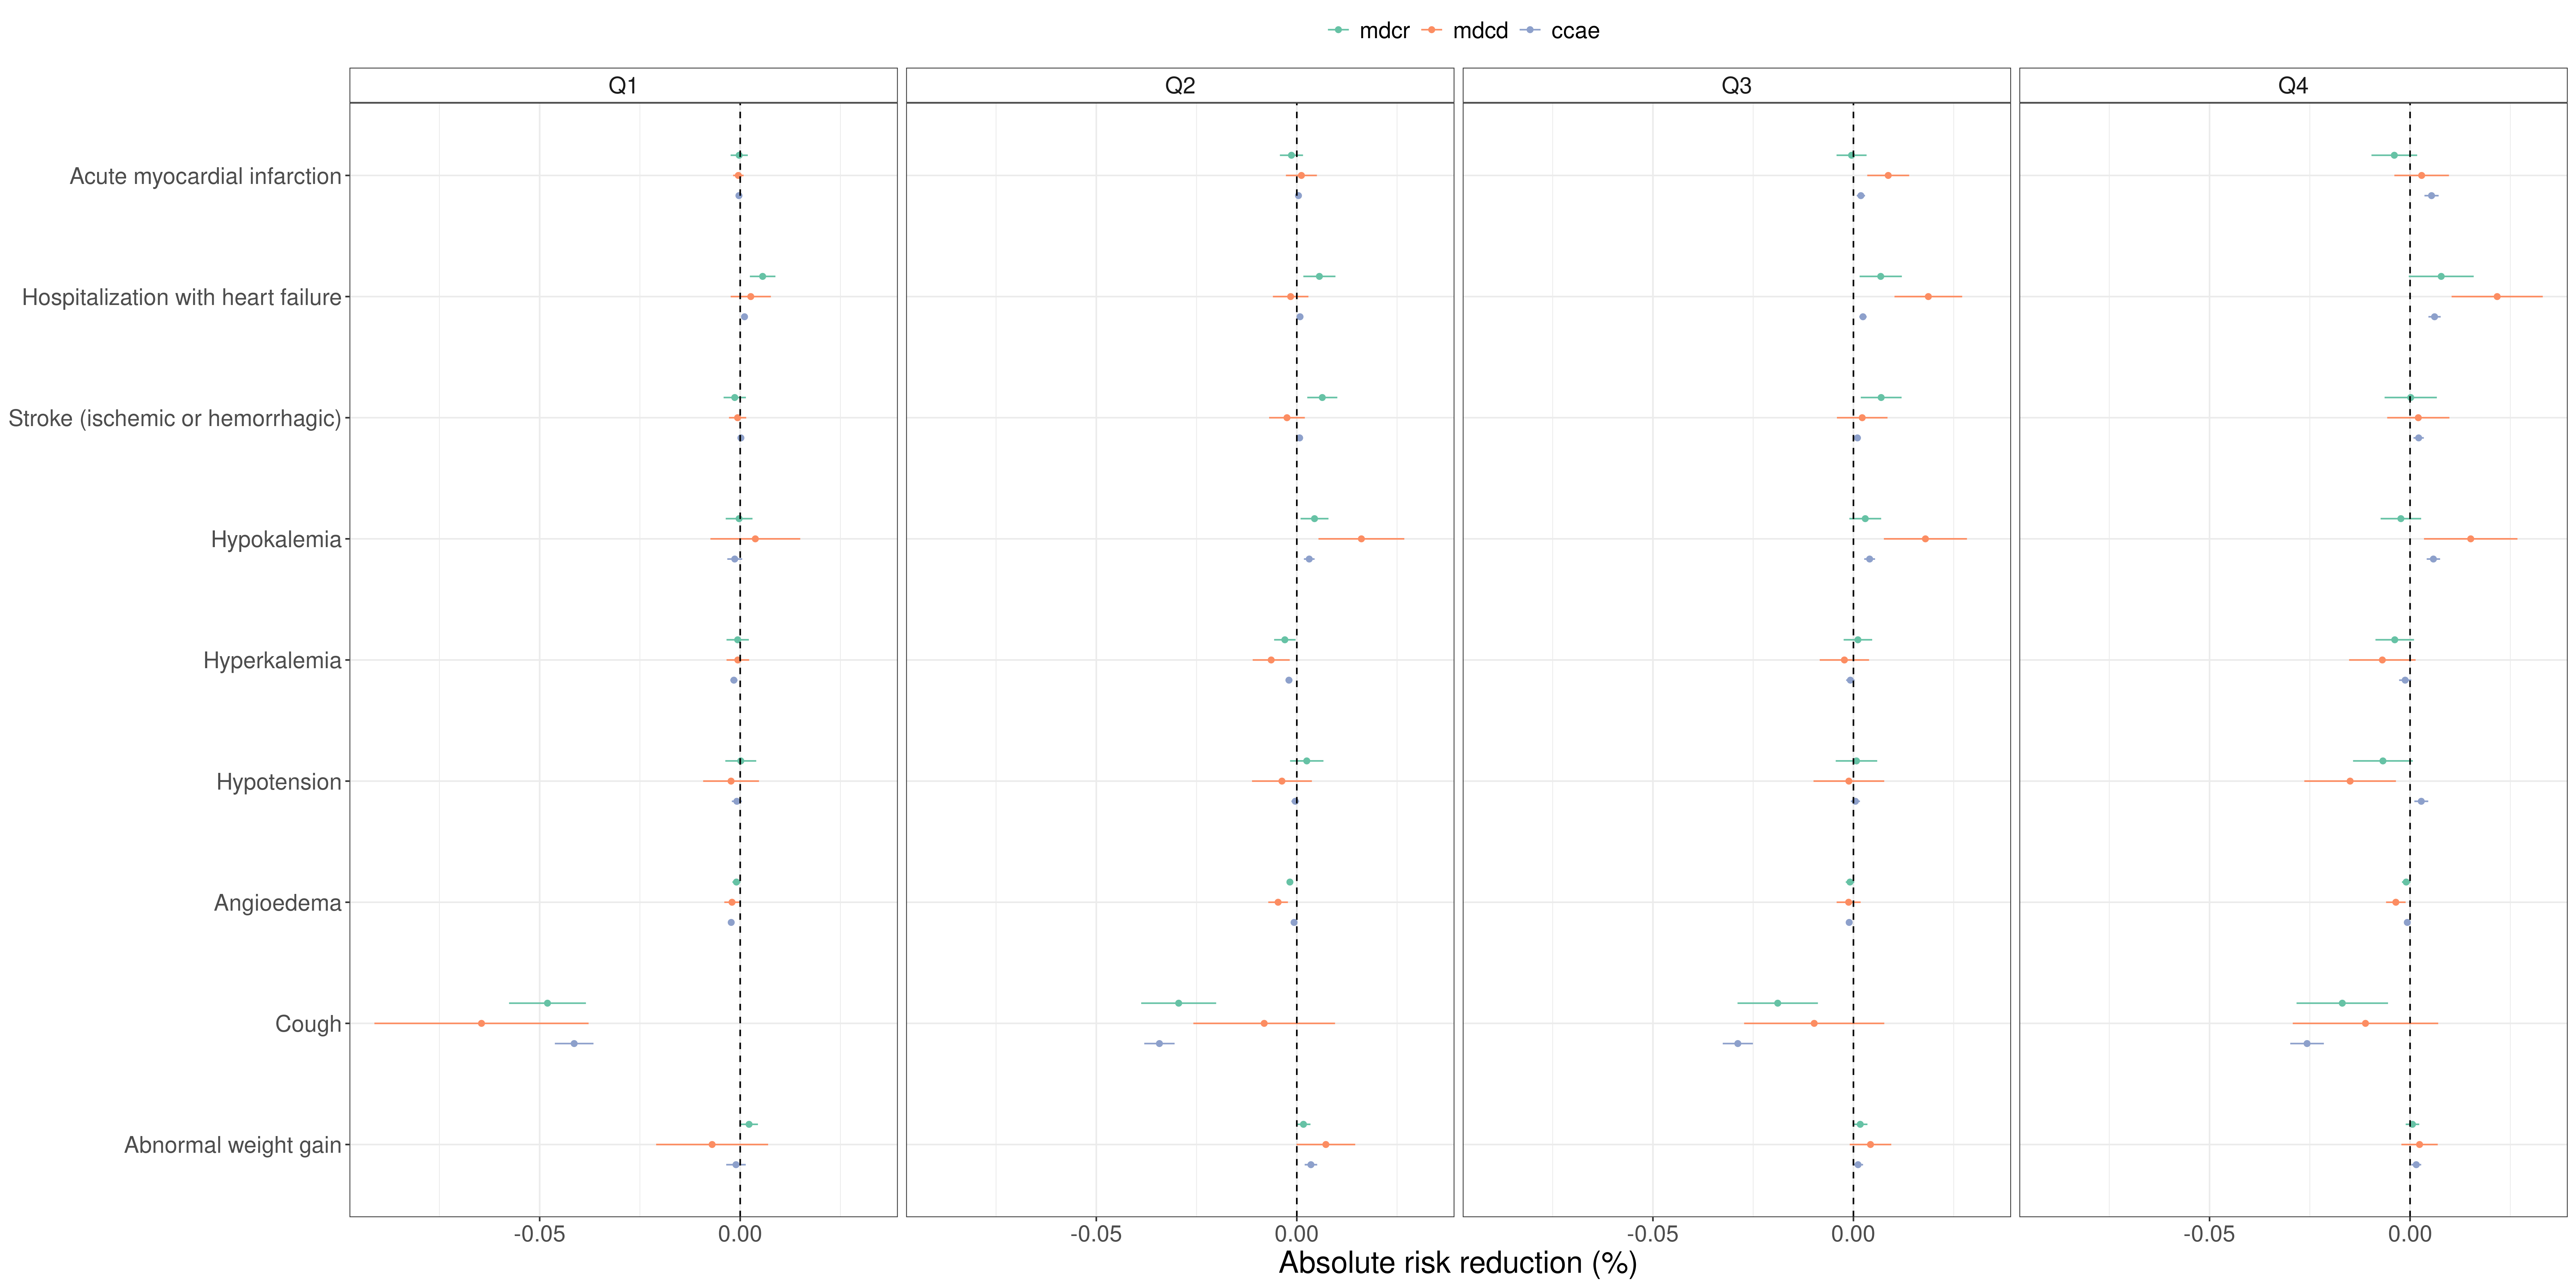 mdcr mdcd ccae
Q1 Q2 Q3 Q4
Acute myocardial infarction
Hospitalization with heart failure
Stroke (ischemic or hemorrhagic)
Hypokalemia
Hyperkalemia
Hypotension
Angioedema
Cough
Abnormal weight gain
-0.05 0.00 -0.05 0.00 -0.05 0.00 -0.05 0.00
Absolute risk reduction (%)